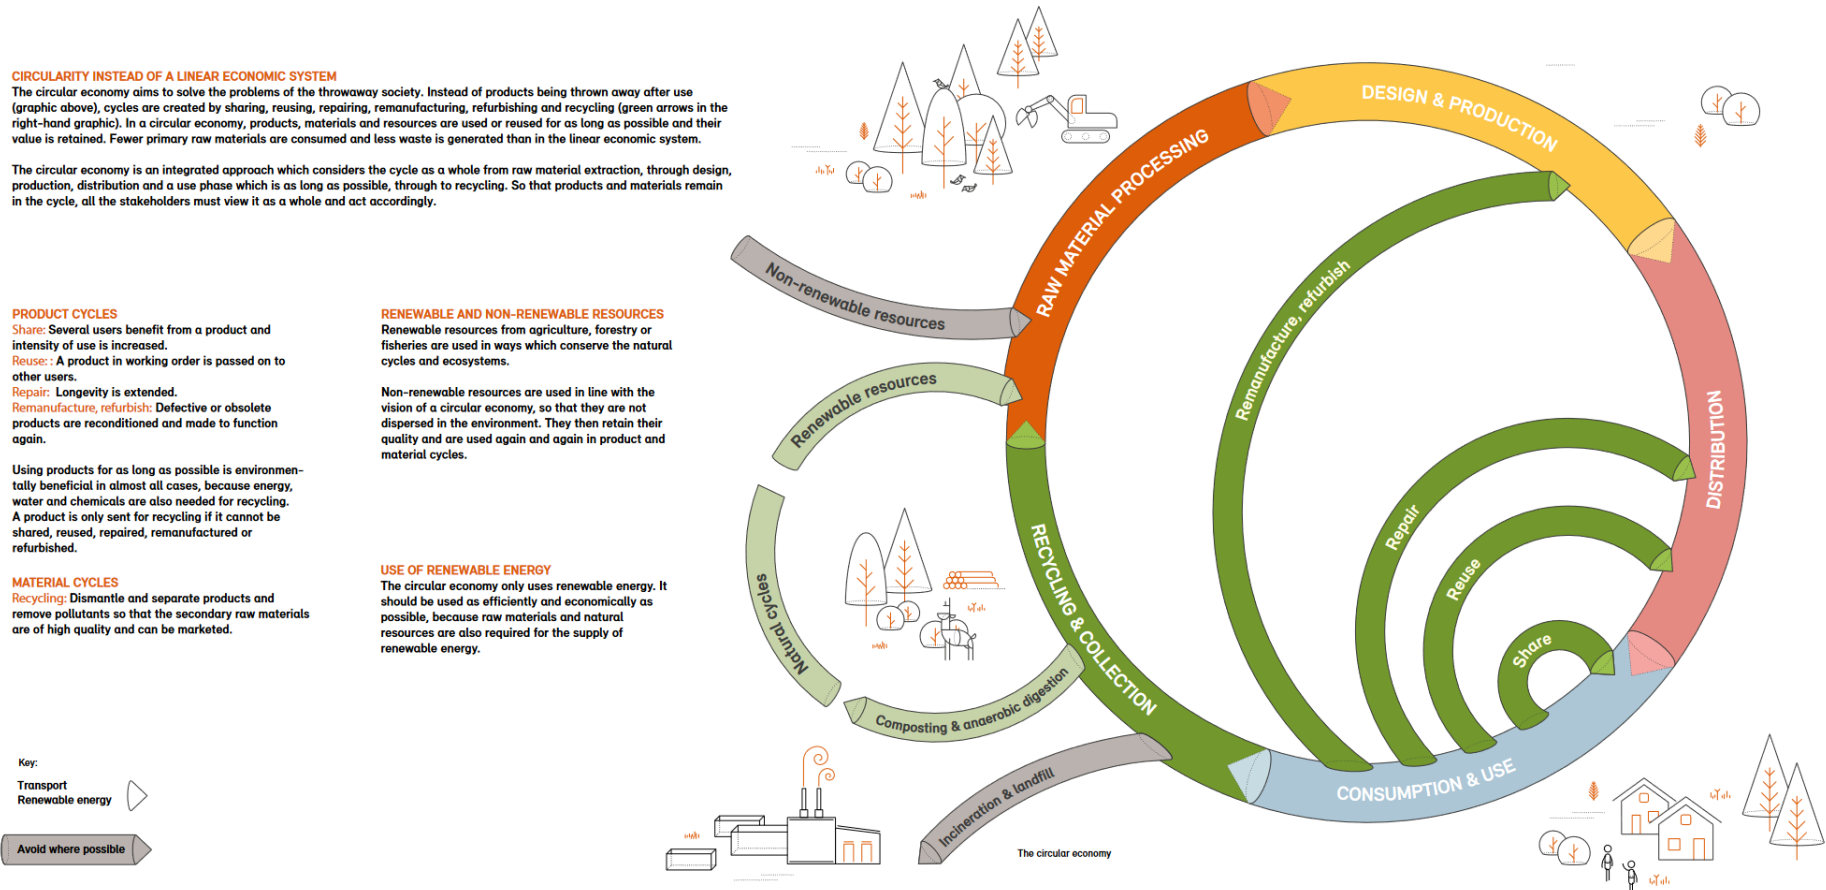 CIRCULARITY INSTEAD OF A LINEAR ECONOMIC SYSTEM
The circular economy aims to solve the problems of the throwaway society. Instead of products being thrown away after use
(graphic above), cycles are created by sharing, reusing, repairing, remanufacturing, refurbishing and recycling (green arrows in the
right-hand graphic). In a circular economy, products, materials and resources are used or reused for as long as possible and their
value is retained. Fewer primary raw materials are consumed and less waste is generated than in the linear economic system.
The circular economy is an integrated approach which considers the cycle as a whole from raw material extraction, through design,
production, distribution and a use phase which is as long as possible, through to recycling. So that products and materials remain
in the cycle, all the stakeholders must view it as a whole and act accordingly.
PRODUCT CYCLES
Share: Several users benefit from a product and
intensity of use is increased.
Reuse: : A product in working order is passed on to
other users.
Repair: Longevity is extended.
Remanufacture, refurbish: Defective or obsolete
products are reconditioned and made to function
again.
Using products for as long as possible is environmen-
tally beneficial in almost all cases, because energy,
water and chemicals are also needed for recycling.
A product is only sent for recycling if it cannot be
shared, reused, repaired, remanufactured or
refurbished.
MATERIAL CYCLES
Recycling: Dismantle and separate products and
remove pollutants so that the secondary raw materials
are of high quality and can be marketed.
RENEWABLE AND NON-RENEWABLE RESOURCES
Renewable resources from agriculture, forestry or
fisheries are used in ways which conserve the natural
cycles and ecosystems.
Non-renewable resources are used in line with the
vision of a circular economy, so that they are not
dispersed in the environment. They then retain their
quality and are used again and again in product and
material cycles.
USE OF RENEWABLE ENERGY
The circular economy only uses renewable energy. It
should be used as efficiently and economically as
possible, because raw materials and natural
resources are also required for the supply of
renewable energy.
Key:
Transport
Renewable energy
Avoid where possible
DESIGN & PRODUCTION
RAW MATERIAL PROCESSING
Non-renewable resources
Renewable resources
Remanufacture, refurbish
DISTRIBUTION
Repair
Reuse
Share
RECYCLING & COLLECTION
Natural cycles
Composting & anaerobic digestion
CONSUMPTION & USE
Incineration & landfill
The circular economy